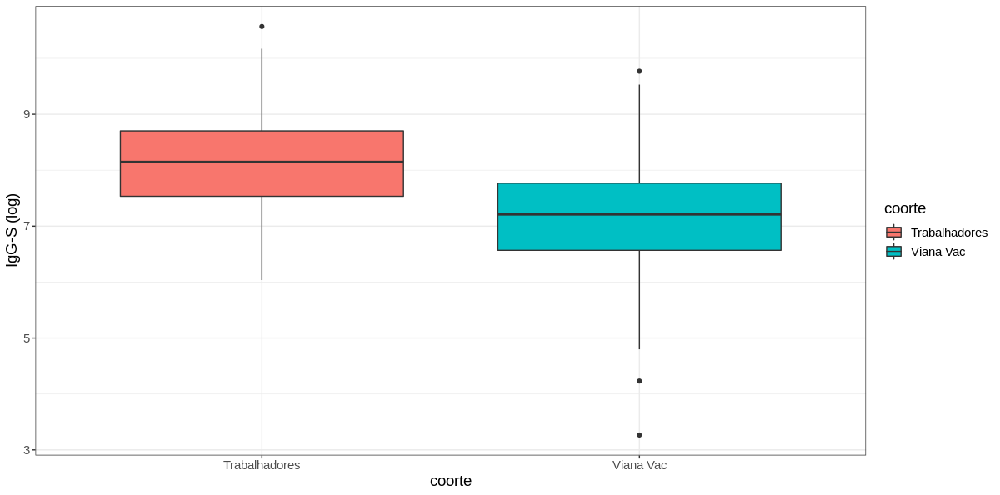 IgG-S (log)
9
7
5
3
Trabalhadores
Viana Vac
coorte
coorte
Trabalhadores
Viana Vac